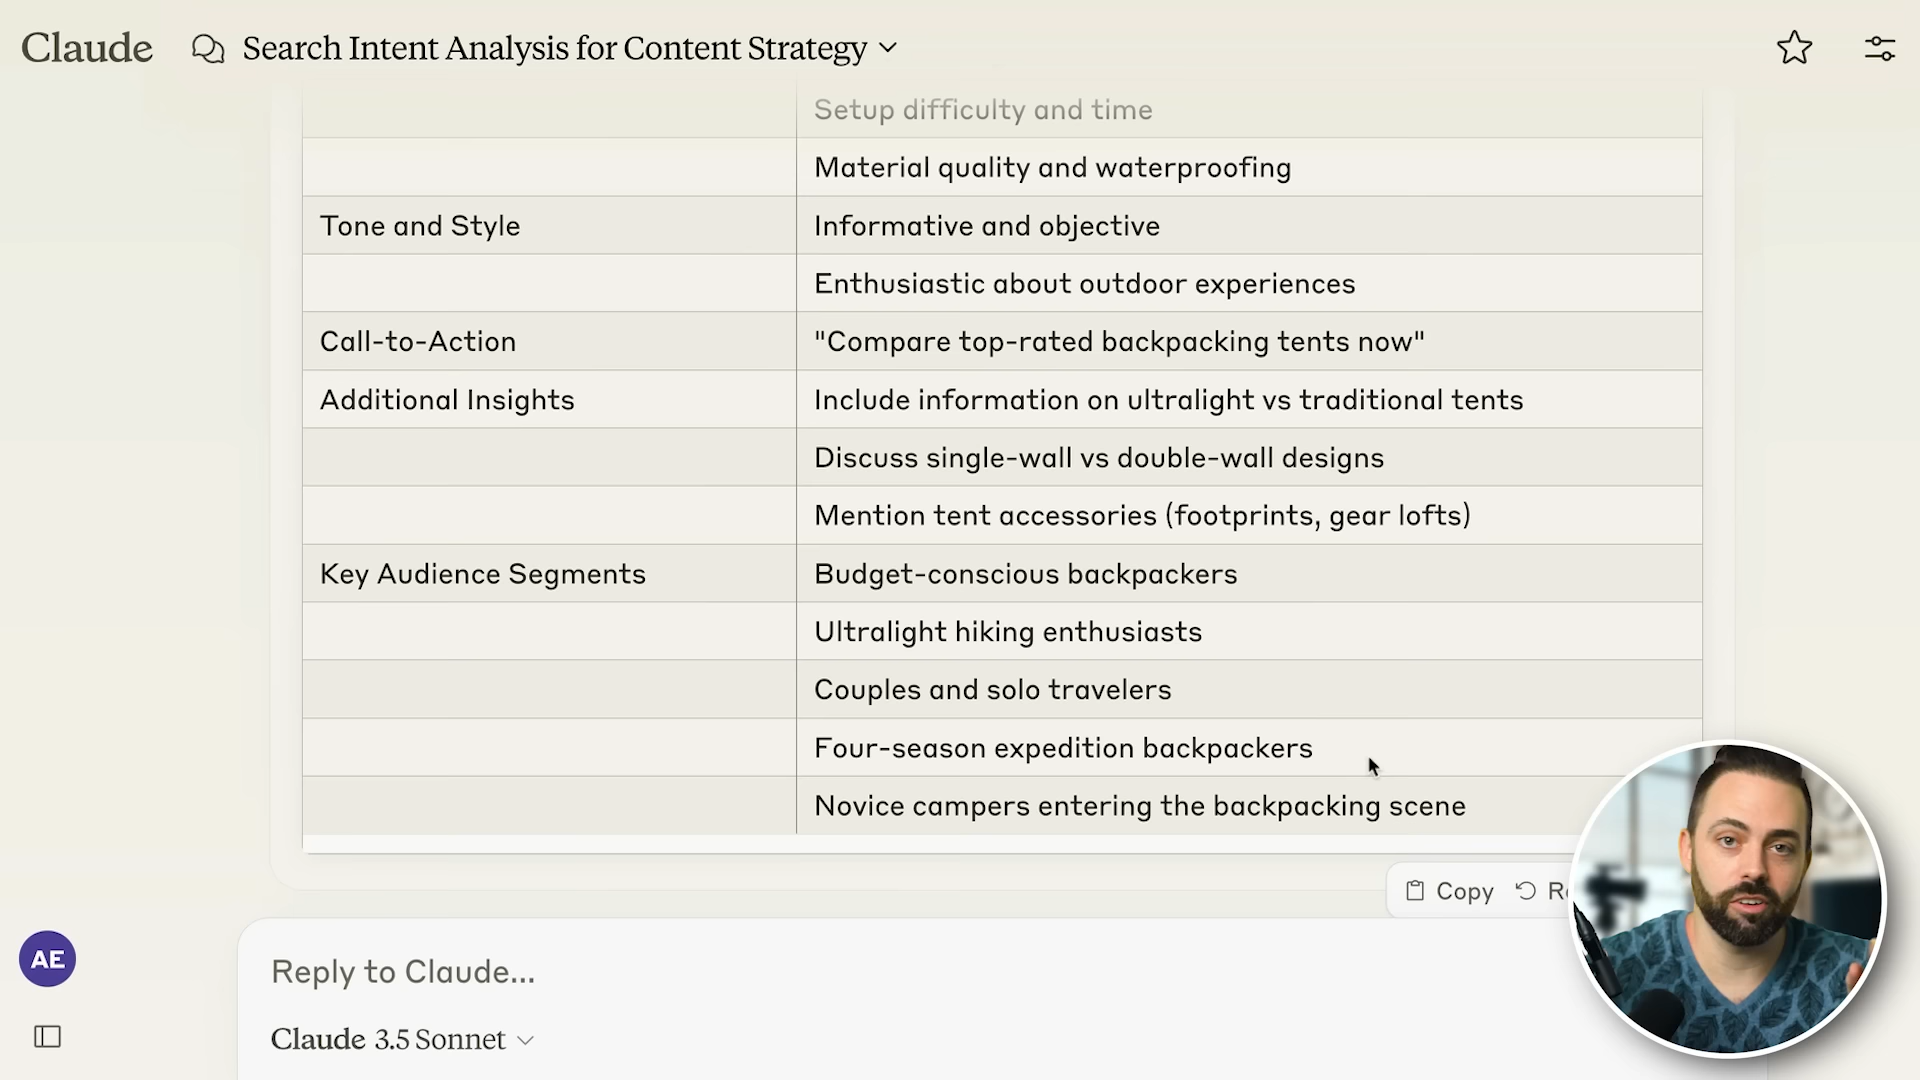 Claude
Search Intent Analysis for Content Strategy
Setup difficulty and time
Material quality and waterproofing
Tone and Style
Informative and objective
Enthusiastic about outdoor experiences
Call-to-Action
"Compare top-rated backpacking tents now"
Additional Insights
Include information on ultralight vs traditional tents
Discuss single-wall vs double-wall designs
Mention tent accessories (footprints, gear lofts)
Key Audience Segments
Budget-conscious backpackers
Ultralight hiking enthusiasts
Couples and solo travelers
Four-season expedition backpackers
Novice campers entering the backpacking scene
Copy
AE
Reply to Claude...
Claude 3.5 Sonnet